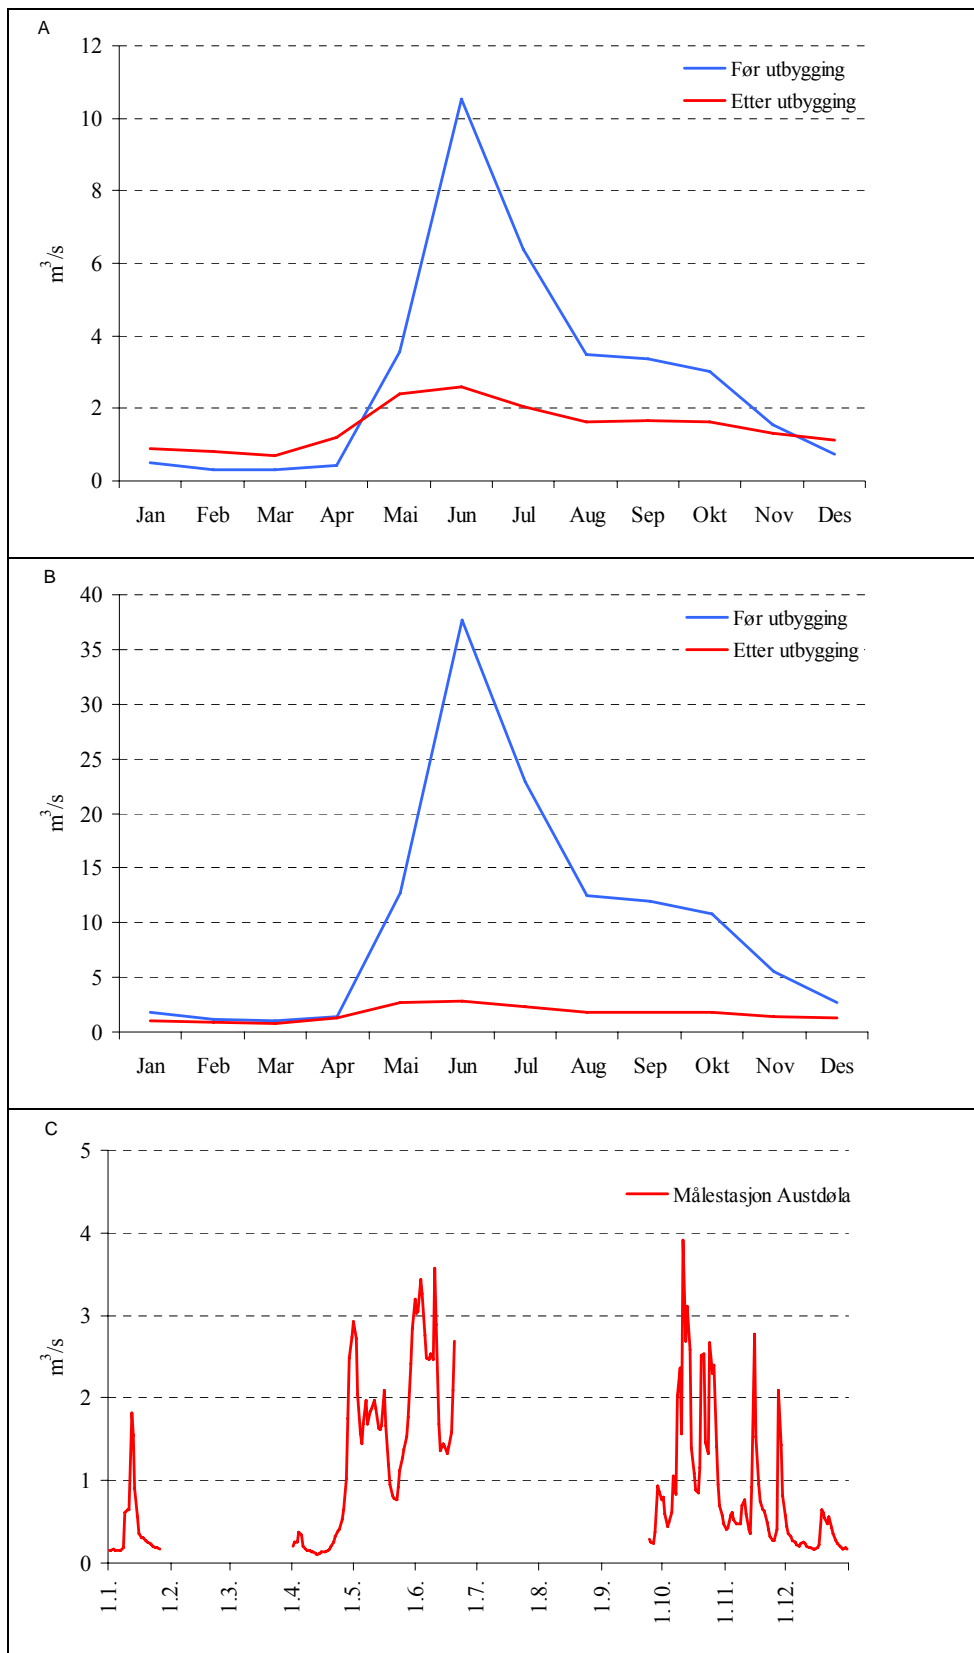 A
12
10
8
6
4
2
0
m³/s
Før utbygging
Etter utbygging
Jan Feb Mar Apr Mai Jun Jul Aug Sep Okt Nov Des
B
40
35
30
25
20
15
10
5
0
m³/s
Før utbygging
Etter utbygging
Jan Feb Mar Apr Mai Jun Jul Aug Sep Okt Nov Des
C
5
4
3
2
1
0
m³/s
Målestasjon Austdøla
1.1. 1.2. 1.3. 1.4. 1.5. 1.6. 1.7. 1.8. 1.9. 1.10. 1.11. 1.12.